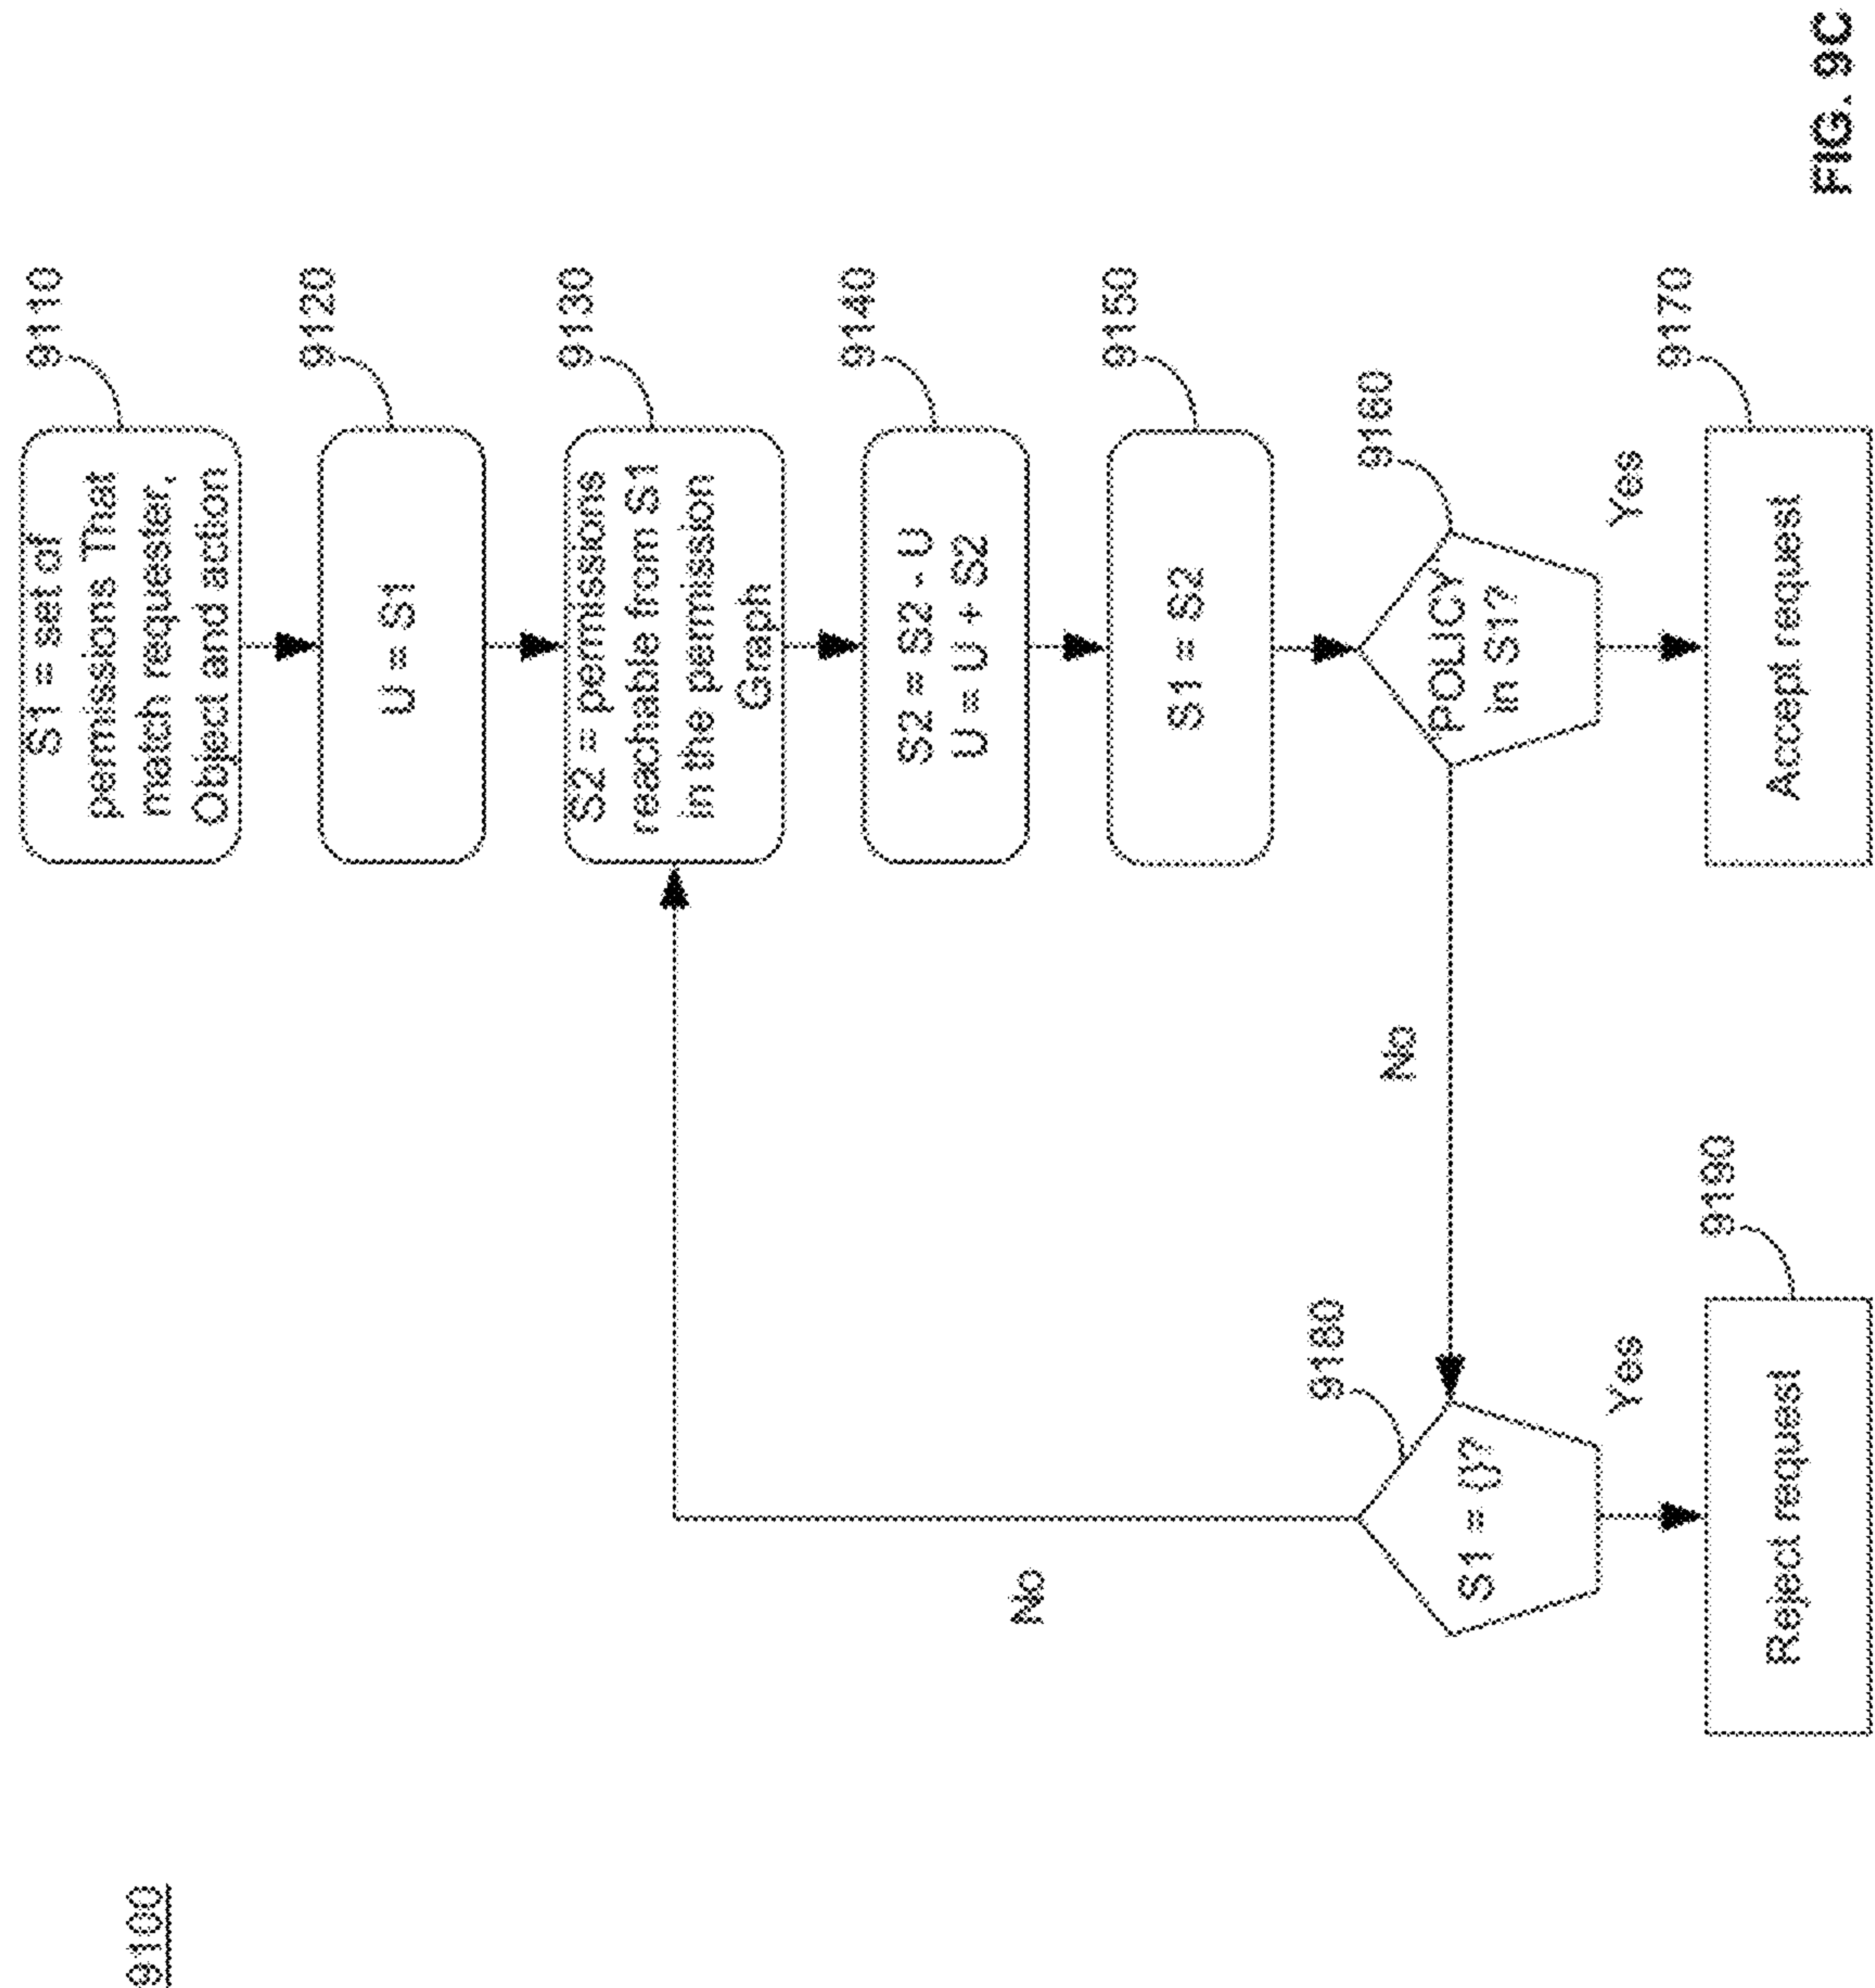 9100
S1 = set of
permissions That
match requester,
Object and action
9110
U = S1
9120
S2 = permissions
reachable from S1
in the permission
Graph
9130
S2 = S2 - U
U = U + S2
9140
S1 = S2
9150
POLICY
in S1?
9160
Yes
No
Accept request
9170
S1 = {}?
9180
Yes
No
Reject request
9190
FIG. 9C